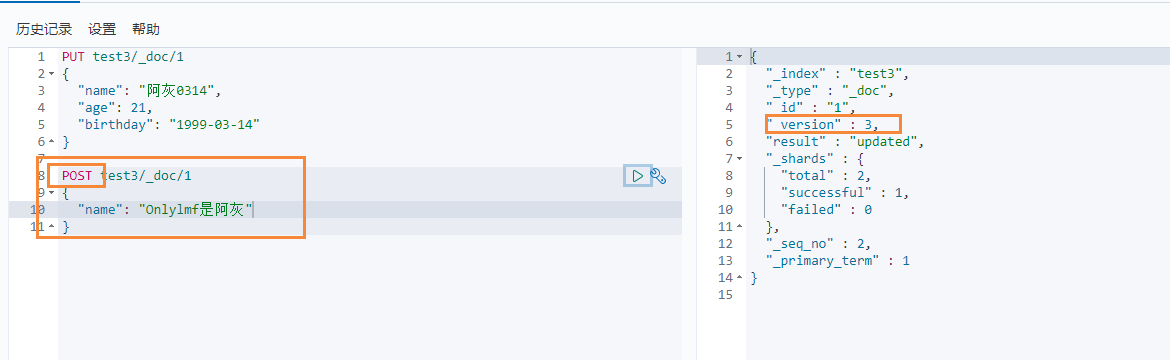 历史记录 设置 帮助
1 PUT test3/_doc/1
2 {
3 "name": "阿灰0314",
4 "age": 21,
5 "birthday": "1999-03-14"
6 }
7
8 POST test3/_doc/1
9 {
10 "name": "Onlylmf是阿灰"
11 }
1 {
2 "_index" : "test3",
3 "_type" : "_doc",
4 "_id" : "1",
5 "_version" : 3,
6 "result" : "updated",
7 "_shards" : {
8 "total" : 2,
9 "successful" : 1,
10 "failed" : 0
11 },
12 "_seq_no" : 2,
13 "_primary_term" : 1
14 }
15